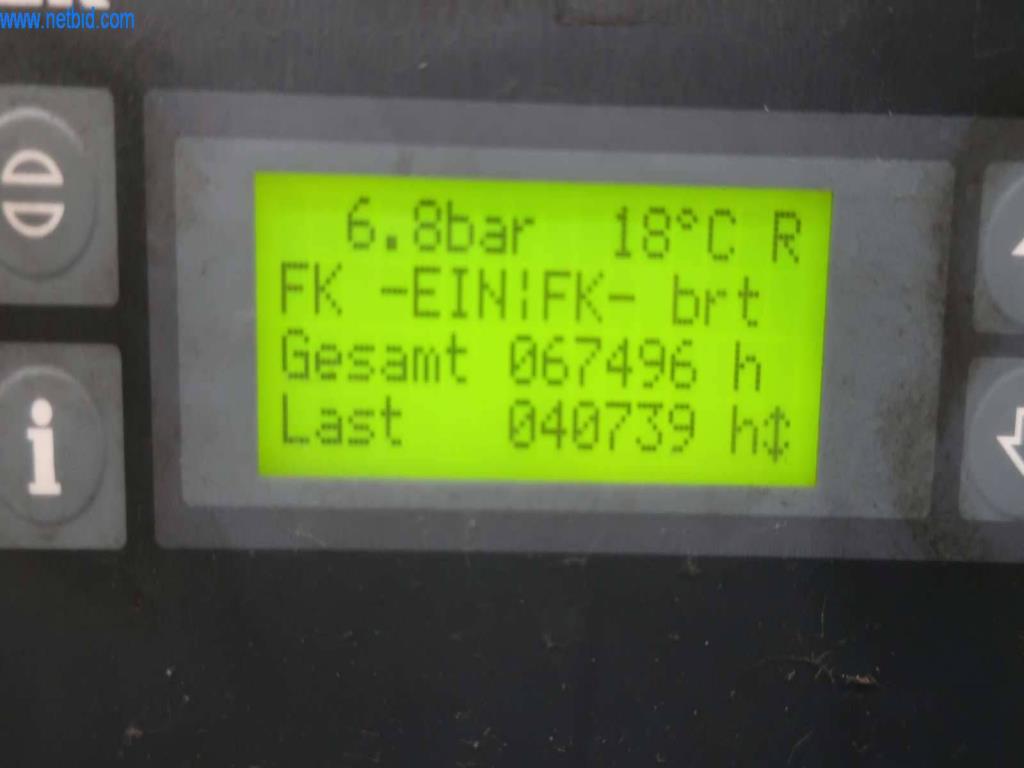 www.netbid.com
6.8bar 18°C R
FK -EIN¦FK- brt
Gesamt 067496 h
Last 040739 h↕
i